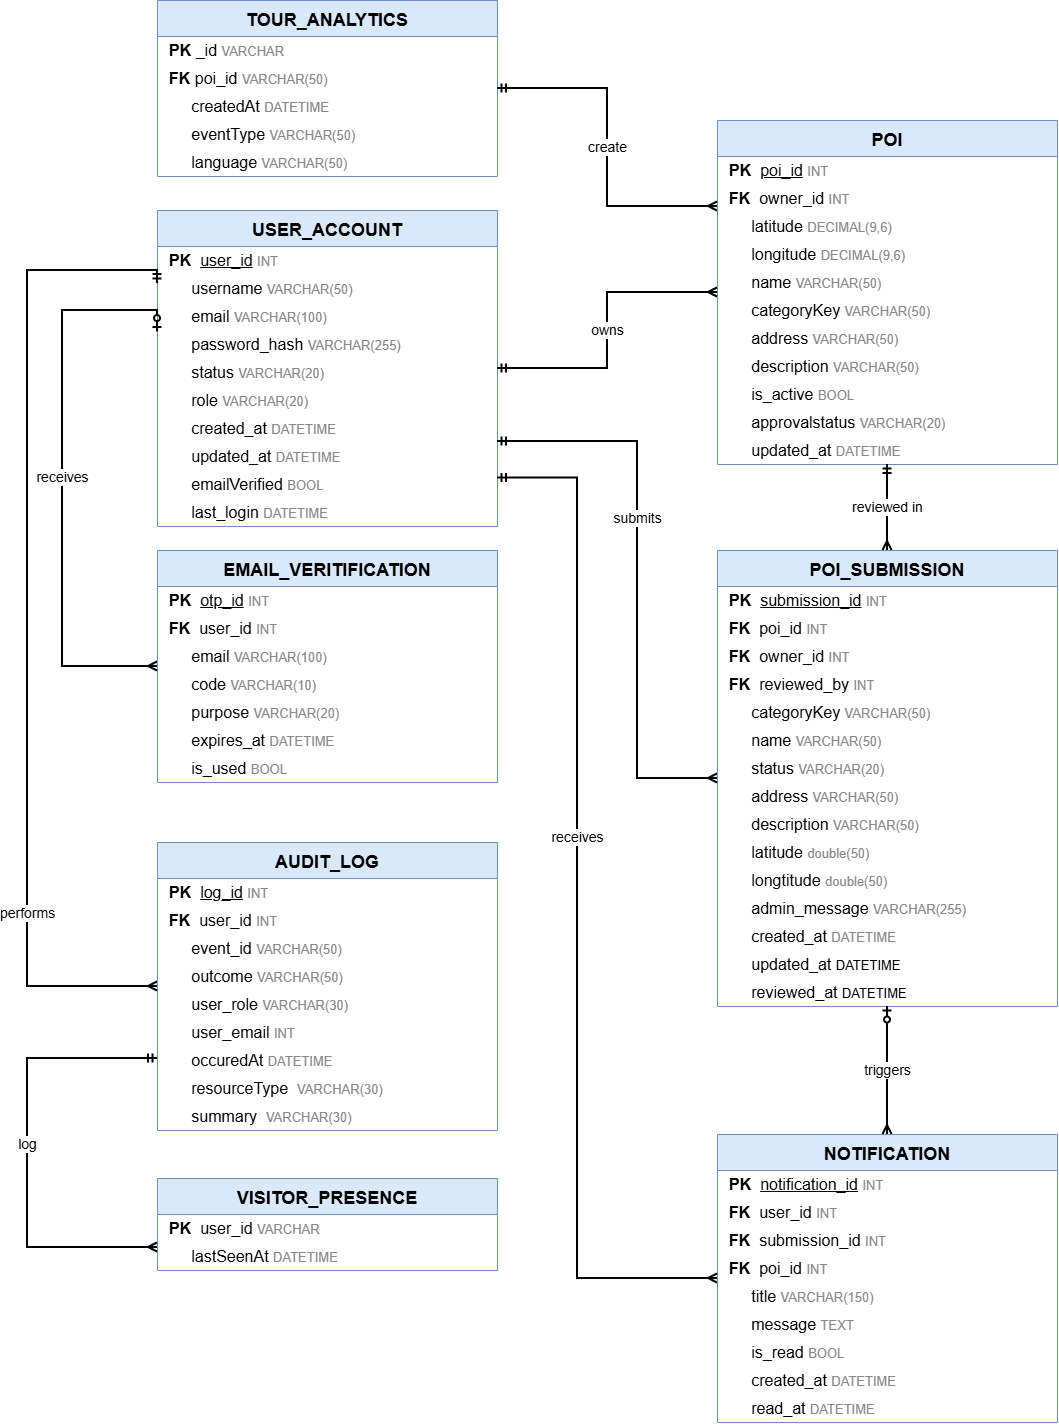 TOUR_ANALYTICS
PK _id VARCHAR
FK poi_id VARCHAR(50)
createdAt DATETIME
eventType VARCHAR(50)
language VARCHAR(50)
create
POI
PK poi_id INT
FK owner_id INT
latitude DECIMAL(9,6)
longitude DECIMAL(9,6)
name VARCHAR(50)
categoryKey VARCHAR(50)
address VARCHAR(50)
description VARCHAR(50)
is_active BOOL
approvalstatus VARCHAR(20)
updated_at DATETIME
USER_ACCOUNT
PK user_id INT
username VARCHAR(50)
email VARCHAR(100)
password_hash VARCHAR(255)
status VARCHAR(20)
role VARCHAR(20)
created_at DATETIME
updated_at DATETIME
emailVerified BOOL
last_login DATETIME
owns
receives
submits
reviewed in
EMAIL_VERITIFICATION
PK otp_id INT
FK user_id INT
email VARCHAR(100)
code VARCHAR(10)
purpose VARCHAR(20)
expires_at DATETIME
is_used BOOL
POI_SUBMISSION
PK submission_id INT
FK poi_id INT
FK owner_id INT
FK reviewed_by INT
categoryKey VARCHAR(50)
name VARCHAR(50)
status VARCHAR(20)
address VARCHAR(50)
description VARCHAR(50)
latitude double(50)
longtitude double(50)
admin_message VARCHAR(255)
created_at DATETIME
updated_at DATETIME
reviewed_at DATETIME
receives
performs
AUDIT_LOG
PK log_id INT
FK user_id INT
event_id VARCHAR(50)
outcome VARCHAR(50)
user_role VARCHAR(30)
user_email INT
occuredAt DATETIME
resourceType VARCHAR(30)
summary VARCHAR(30)
triggers
log
VISITOR_PRESENCE
PK user_id VARCHAR
lastSeenAt DATETIME
NOTIFICATION
PK notification_id INT
FK user_id INT
FK submission_id INT
FK poi_id INT
title VARCHAR(150)
message TEXT
is_read BOOL
created_at DATETIME
read_at DATETIME